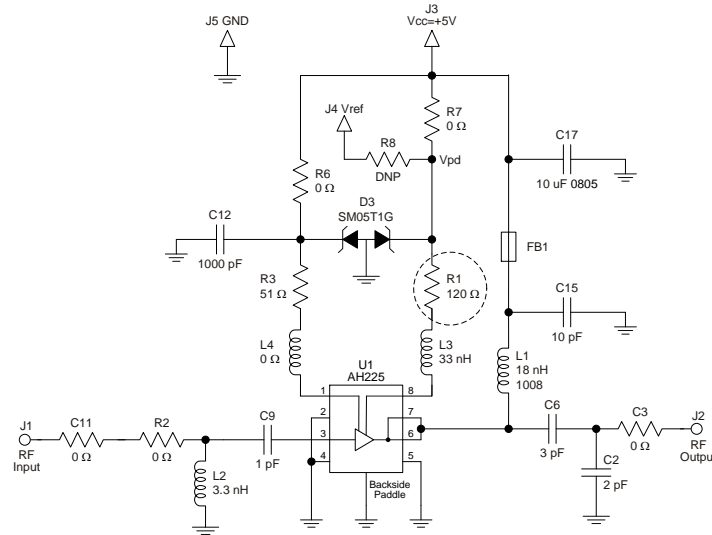 J3
Vcc=+5V
J5 GND
R7
0 Ω
J4 Vref
R8
DNP
Vpd
C17
10 uF 0805
R6
0 Ω
D3
SM05T1G
C12
1000 pF
FB1
R3
51 Ω
R1
120 Ω
C15
10 pF
L4
0 Ω
L3
33 nH
L1
18 nH
1008
U1
AH225
1
8
2
7
3
6
4
5
Backside
Paddle
J1
RF
Input
C11
0 Ω
R2
0 Ω
C9
1 pF
L2
3.3 nH
C6
3 pF
C3
0 Ω
J2
RF
Output
C2
2 pF